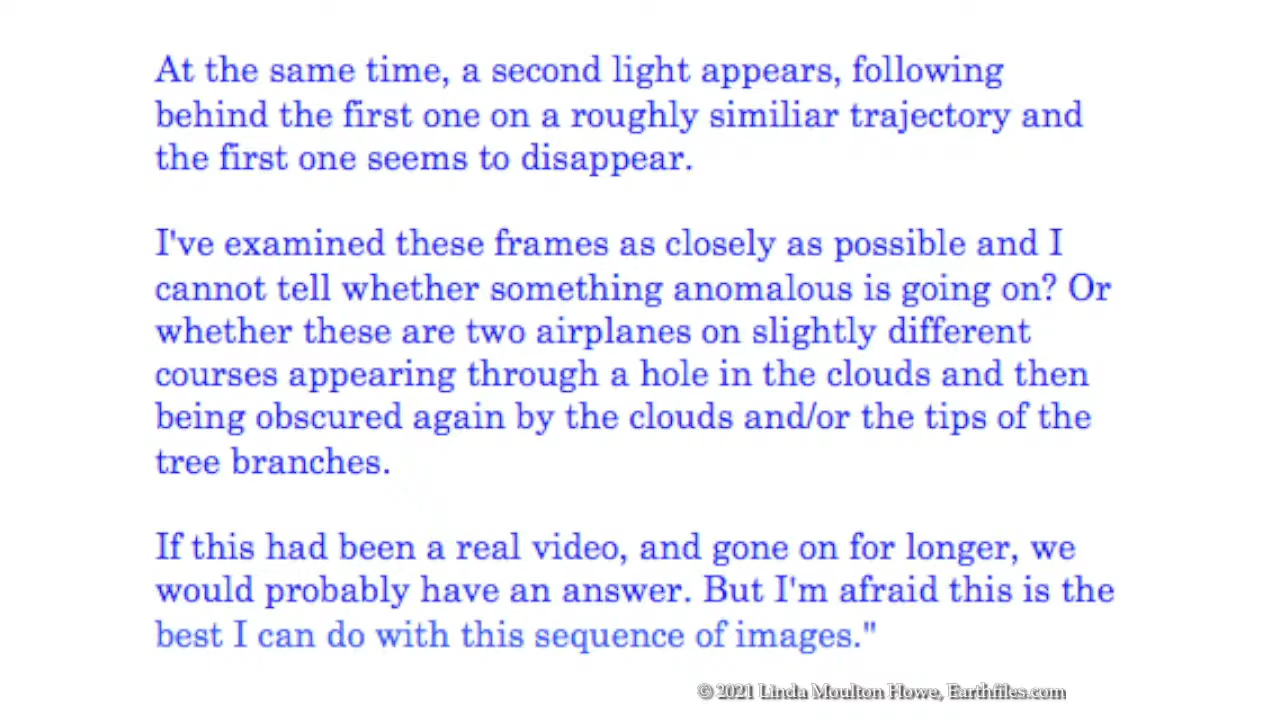 At the same time, a second light appears, following
behind the first one on a roughly similiar trajectory and
the first one seems to disappear.
I've examined these frames as closely as possible and I
cannot tell whether something anomalous is going on? Or
whether these are two airplanes on slightly different
courses appearing through a hole in the clouds and then
being obscured again by the clouds and/or the tips of the
tree branches.
If this had been a real video, and gone on for longer, we
would probably have an answer. But I'm afraid this is the
best I can do with this sequence of images."
© 2021 Linda Moulton Howe, Earthfiles.com